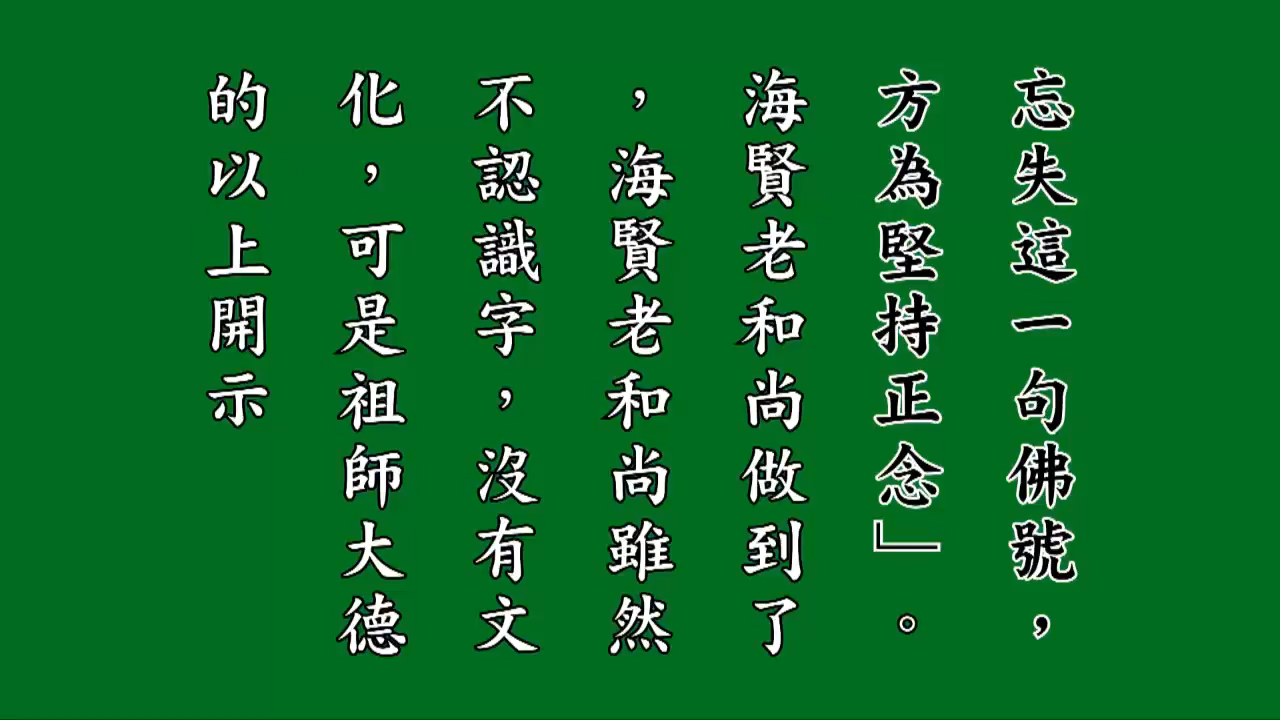 忘失這一句佛號，
方為堅持正念」。
海賢老和尚做到了
，海賢老和尚雖然
不認識字，沒有文
化，可是祖師大德
的以上開示